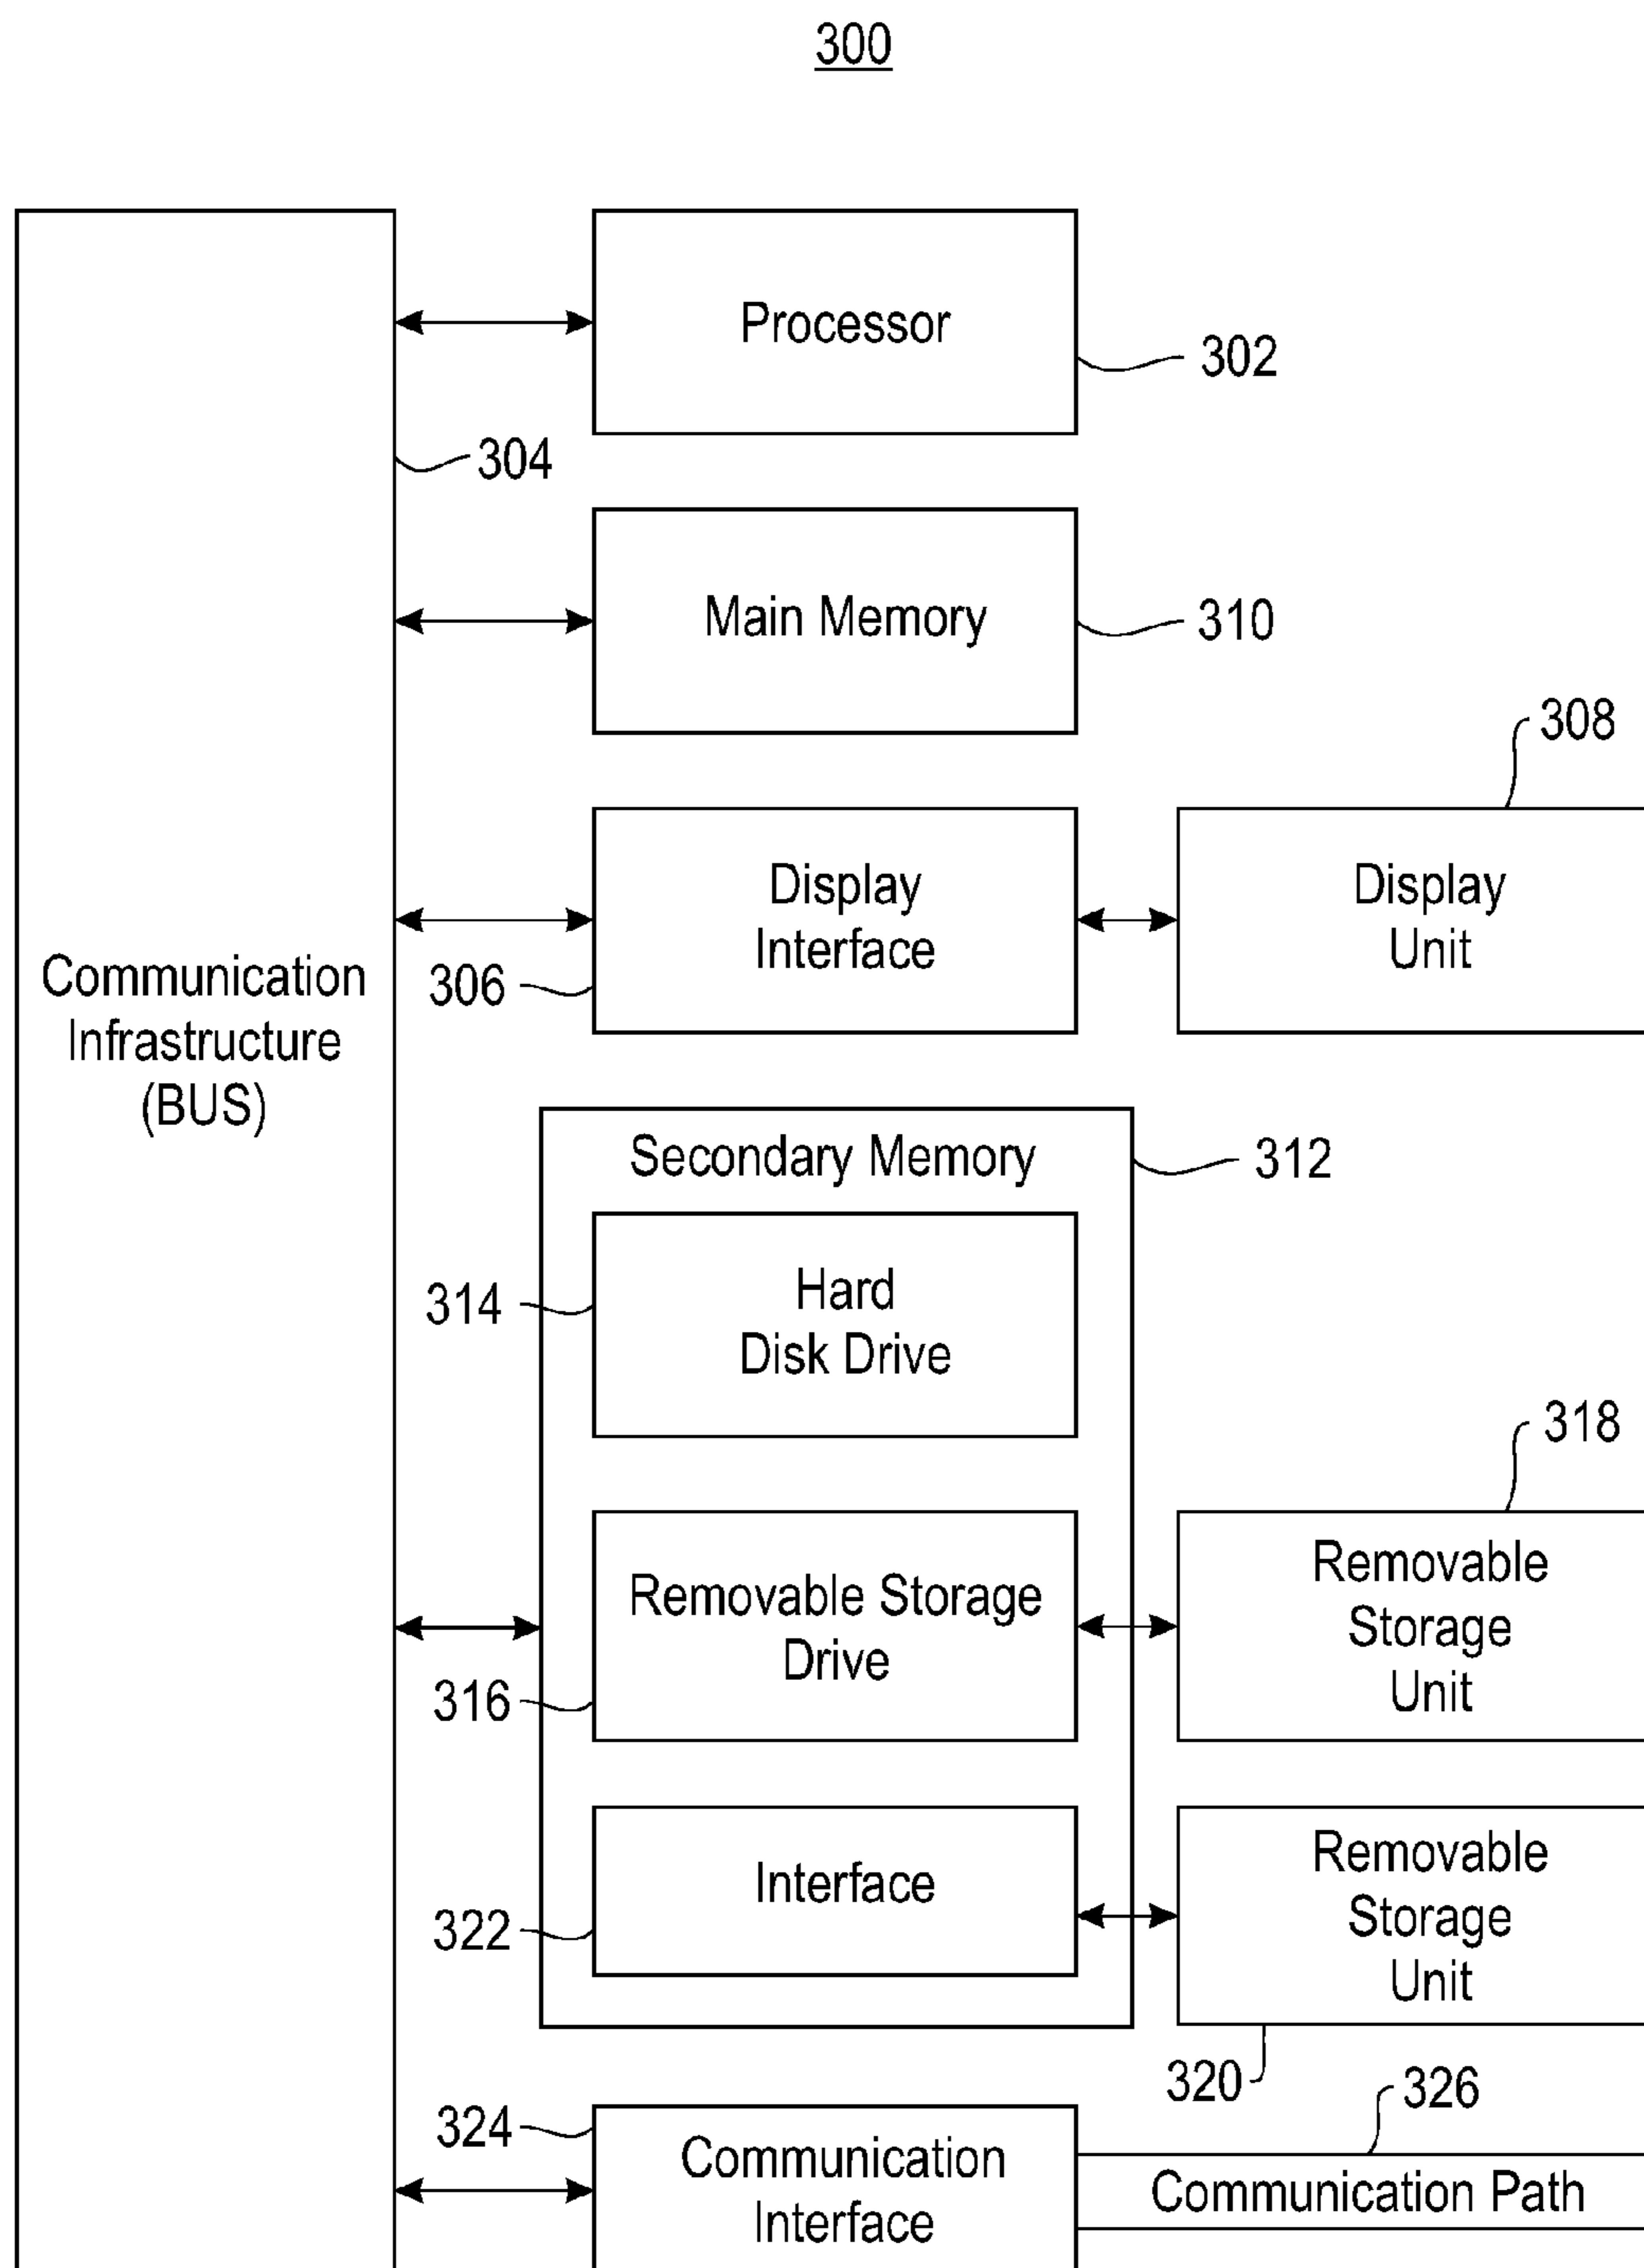 300
Processor
302
304
Main Memory
310
308
Display
Interface
306
Display
Unit
Communication
Infrastructure
(BUS)
Secondary Memory
312
Hard
Disk Drive
314
318
Removable Storage
Drive
316
Removable
Storage
Unit
Interface
322
Removable
Storage
Unit
320
326
324
Communication
Interface
Communication Path